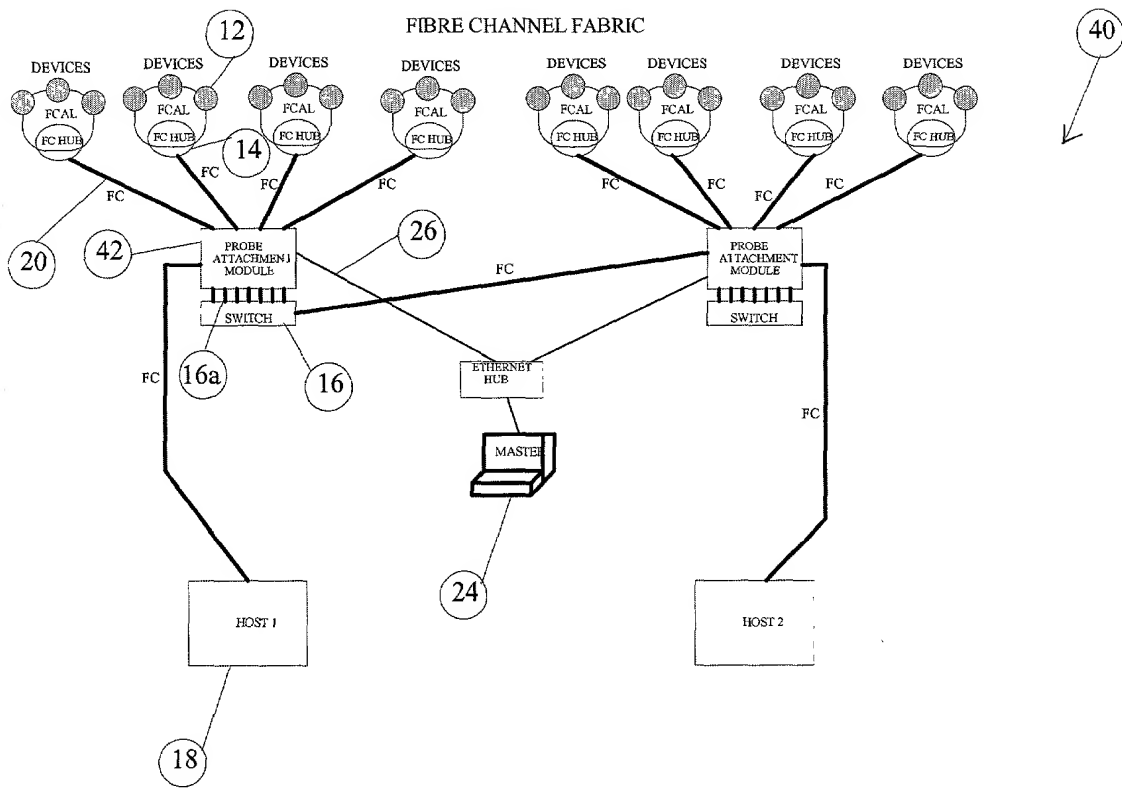 FIBRE CHANNEL FABRIC
12
40
DEVICES
DEVICES
DEVICES
DEVICES
DEVICES
DEVICES
DEVICES
DEVICES
FCAL
FCAL
FCAL
FCAL
FCAL
FCAL
FCAL
FCAL
FC HUB
FC HUB
FC HUB
FC HUB
FC HUB
FC HUB
FC HUB
FC HUB
14
FC
FC
FC
FC
FC
FC
FC
FC
20
42
26
PROBE
ATTACHMENT
MODULE
PROBE
ATTACHMENT
MODULE
FC
SWITCH
SWITCH
16a
16
ETHERNET
HUB
FC
FC
MASTER
24
HOST 1
HOST 2
18